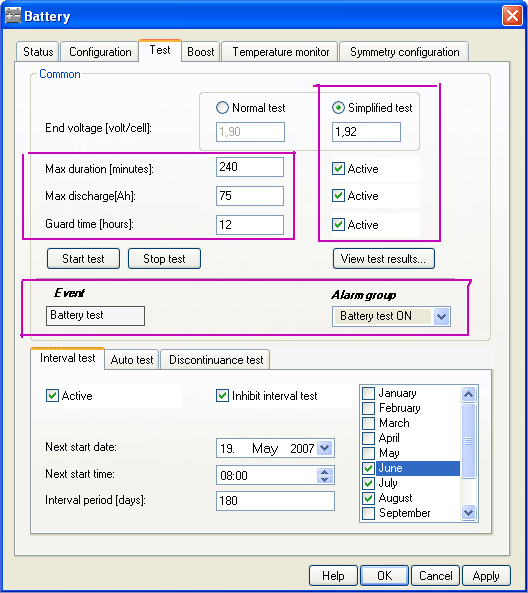 Battery
Status Configuration Test Boost Temperature monitor Symmetry configuration
Common
Normal test Simplified test
End voltage [volt/cell]: 1,90 1,92
Max duration [minutes]: 240 Active
Max discharge[Ah]: 75 Active
Guard time [hours]: 12 Active
Start test Stop test View test results...
Event Alarm group
Battery test Battery test ON
Interval test Auto test Discontinuance test
Active Inhibit interval test
January
February
March
April
May
June
July
August
September
Next start date: 19. May 2007
Next start time: 08:00
Interval period [days]: 180
Help OK Cancel Apply